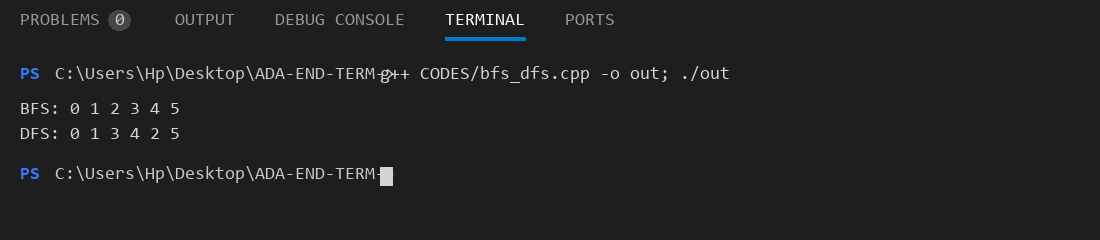 PROBLEMS 0 OUTPUT DEBUG CONSOLE TERMINAL PORTS
PS C:\Users\Hp\Desktop\ADA-END-TERM-> g++ CODES/bfs_dfs.cpp -o out; ./out
BFS: 0 1 2 3 4 5
DFS: 0 1 3 4 2 5
PS C:\Users\Hp\Desktop\ADA-END-TERM-